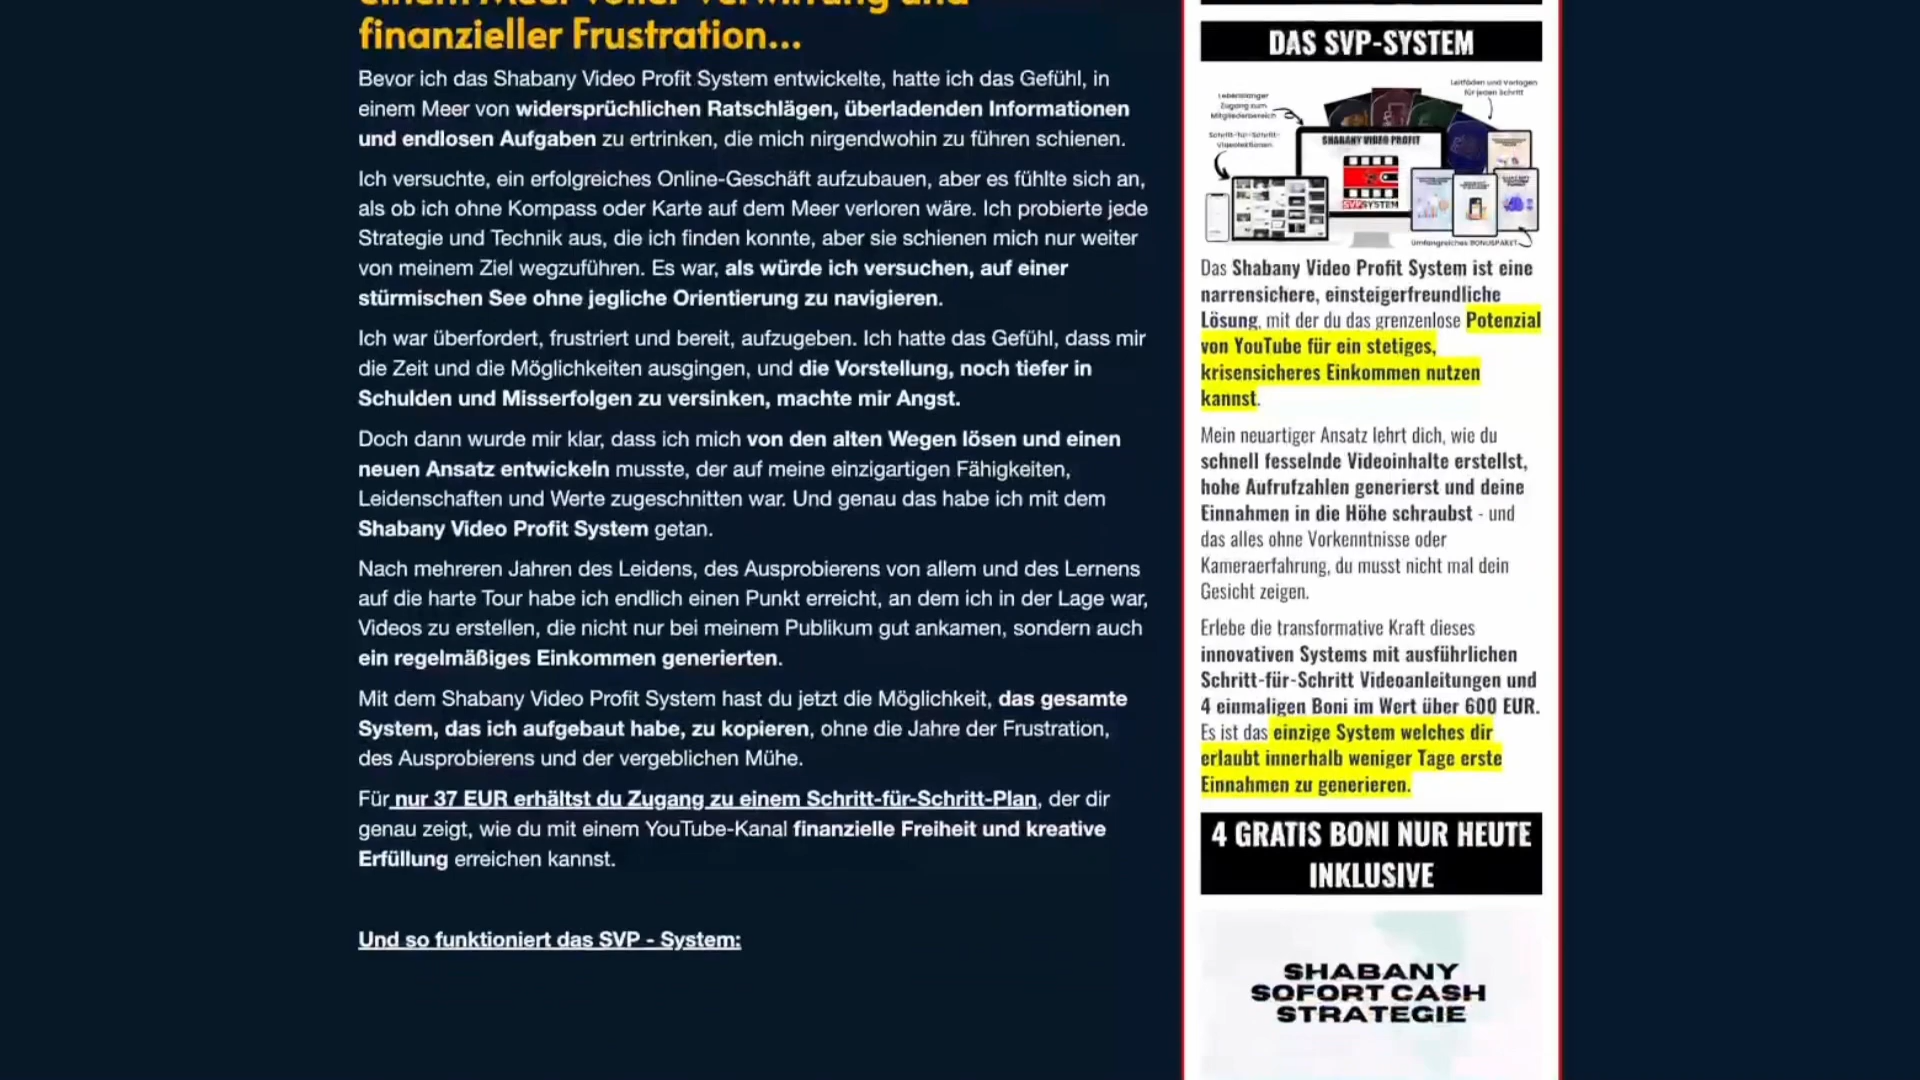 finanzieller Frustration...
Bevor ich das Shabany Video Profit System entwickelte, hatte ich das Gefühl, in
einem Meer von widersprüchlichen Ratschlägen, überladenden Informationen
und endlosen Aufgaben zu ertrinken, die mich nirgendwohin zu führen schienen.
Ich versuchte, ein erfolgreiches Online-Geschäft aufzubauen, aber es fühlte sich an,
als ob ich ohne Kompass oder Karte auf dem Meer verloren wäre. Ich probierte jede
Strategie und Technik aus, die ich finden konnte, aber sie schienen mich nur weiter
von meinem Ziel wegzuführen. Es war, als würde ich versuchen, auf einer
stürmischen See ohne jegliche Orientierung zu navigieren.
Ich war überfordert, frustriert und bereit, aufzugeben. Ich hatte das Gefühl, dass mir
die Zeit und die Möglichkeiten ausgingen, und die Vorstellung, noch tiefer in
Schulden und Misserfolgen zu versinken, machte mir Angst.
Doch dann wurde mir klar, dass ich mich von den alten Wegen lösen und einen
neuen Ansatz entwickeln musste, der auf meine einzigartigen Fähigkeiten,
Leidenschaften und Werte zugeschnitten war. Und genau das habe ich mit dem
Shabany Video Profit System getan.
Nach mehreren Jahren des Leidens, des Ausprobierens von allem und des Lernens
auf die harte Tour habe ich endlich einen Punkt erreicht, an dem ich in der Lage war,
Videos zu erstellen, die nicht nur bei meinem Publikum gut ankamen, sondern auch
ein regelmäßiges Einkommen generierten.
Mit dem Shabany Video Profit System hast du jetzt die Möglichkeit, das gesamte
System, das ich aufgebaut habe, zu kopieren, ohne die Jahre der Frustration,
des Ausprobierens und der vergeblichen Mühe.
Für nur 37 EUR erhältst du Zugang zu einem Schritt-für-Schritt-Plan, der dir
genau zeigt, wie du mit einem YouTube-Kanal finanzielle Freiheit und kreative
Erfüllung erreichen kannst.
Und so funktioniert das SVP - System:
DAS SVP-SYSTEM
Lebenslanger
Zugang zum
Mitgliederbereich
Schritt-für-Schritt-
Videolektionen
Leitfäden und Vorlagen
für jeden Schritt
SHABANY VIDEO PROFIT
SVPSYSTEM
Umfangreiches BONUSPAKET
Das Shabany Video Profit System ist eine
narrensichere, einsteigerfreundliche
Lösung, mit der du das grenzenlose Potenzial
von YouTube für ein stetiges,
krisensicheres Einkommen nutzen
kannst.
Mein neuartiger Ansatz lehrt dich, wie du
schnell fesselnde Videoinhalte erstellst,
hohe Aufrufzahlen generierst und deine
Einnahmen in die Höhe schraubst - und
das alles ohne Vorkenntnisse oder
Kameraerfahrung, du musst nicht mal dein
Gesicht zeigen.
Erlebe die transformative Kraft dieses
innovativen Systems mit ausführlichen
Schritt-für-Schritt Videoanleitungen und
4 einmaligen Boni im Wert über 600 EUR.
Es ist das einzige System welches dir
erlaubt innerhalb weniger Tage erste
Einnahmen zu generieren.
4 GRATIS BONI NUR HEUTE
INKLUSIVE
SHABANY
SOFORT CASH
STRATEGIE